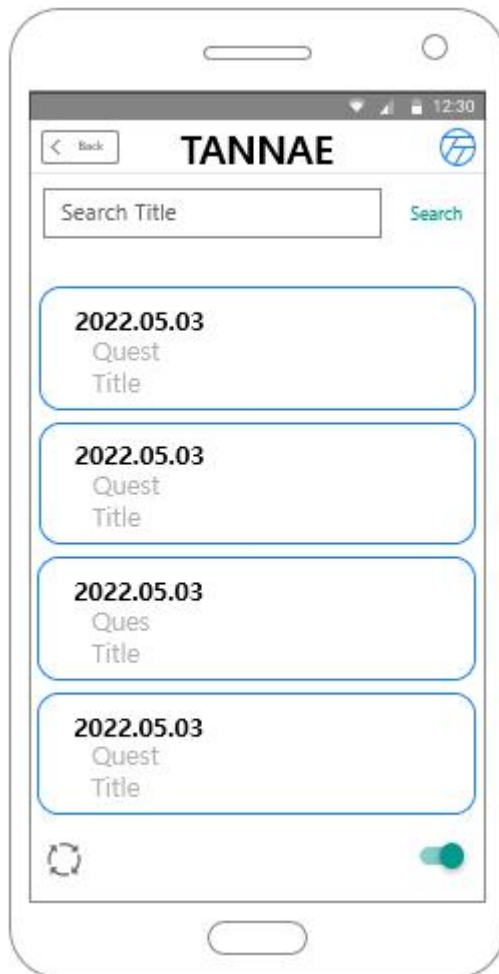 12:30
Back
TANNAE
Search Title
Search
2022.05.03
Quest
Title
2022.05.03
Quest
Title
2022.05.03
Ques
Title
2022.05.03
Quest
Title